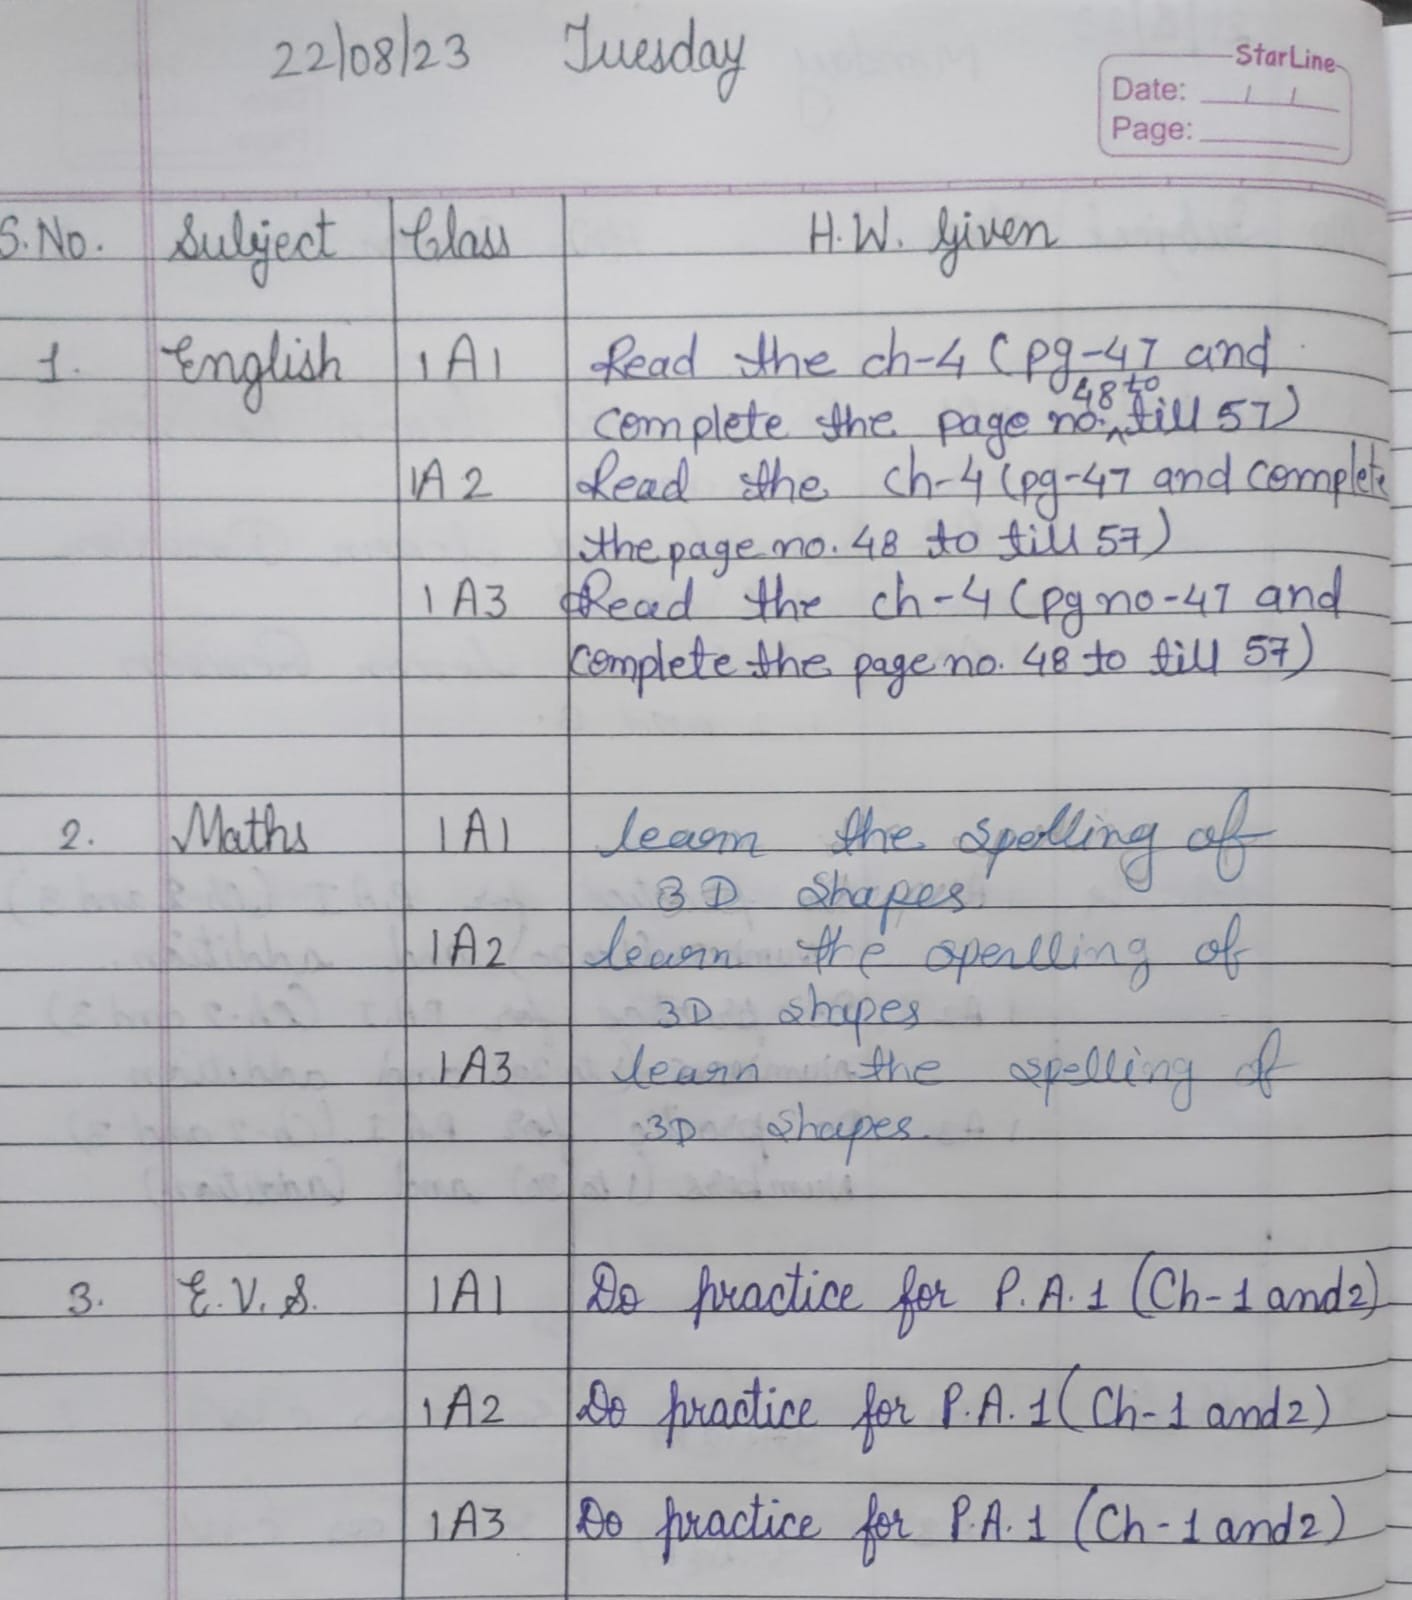 22/08/23 Tuesday
StarLine
Date: / /
Page:
S.No. Subject Class H.W. Given
1. English 1A1 Read the ch-4 (pg-47 and
48 to
complete the page no.^ till 57)
1A2 Read the ch-4 (pg-47 and complete
the page no. 48 to till 57)
1A3 Read the ch-4 (pg no-47 and
complete the page no. 48 to till 57)
2. Maths 1A1 learn the spelling of
3D Shapes.
1A2 learn the sperlling of
3D shapes
1A3 learn the spelling of
3D shapes.
3. E.V.S. 1A1 Do practice for P.A.1 (Ch-1 and 2)
1A2 Do practice for P.A.1 (Ch-1 and 2)
1A3 Do practice for P.A.1 (Ch-1 and 2)